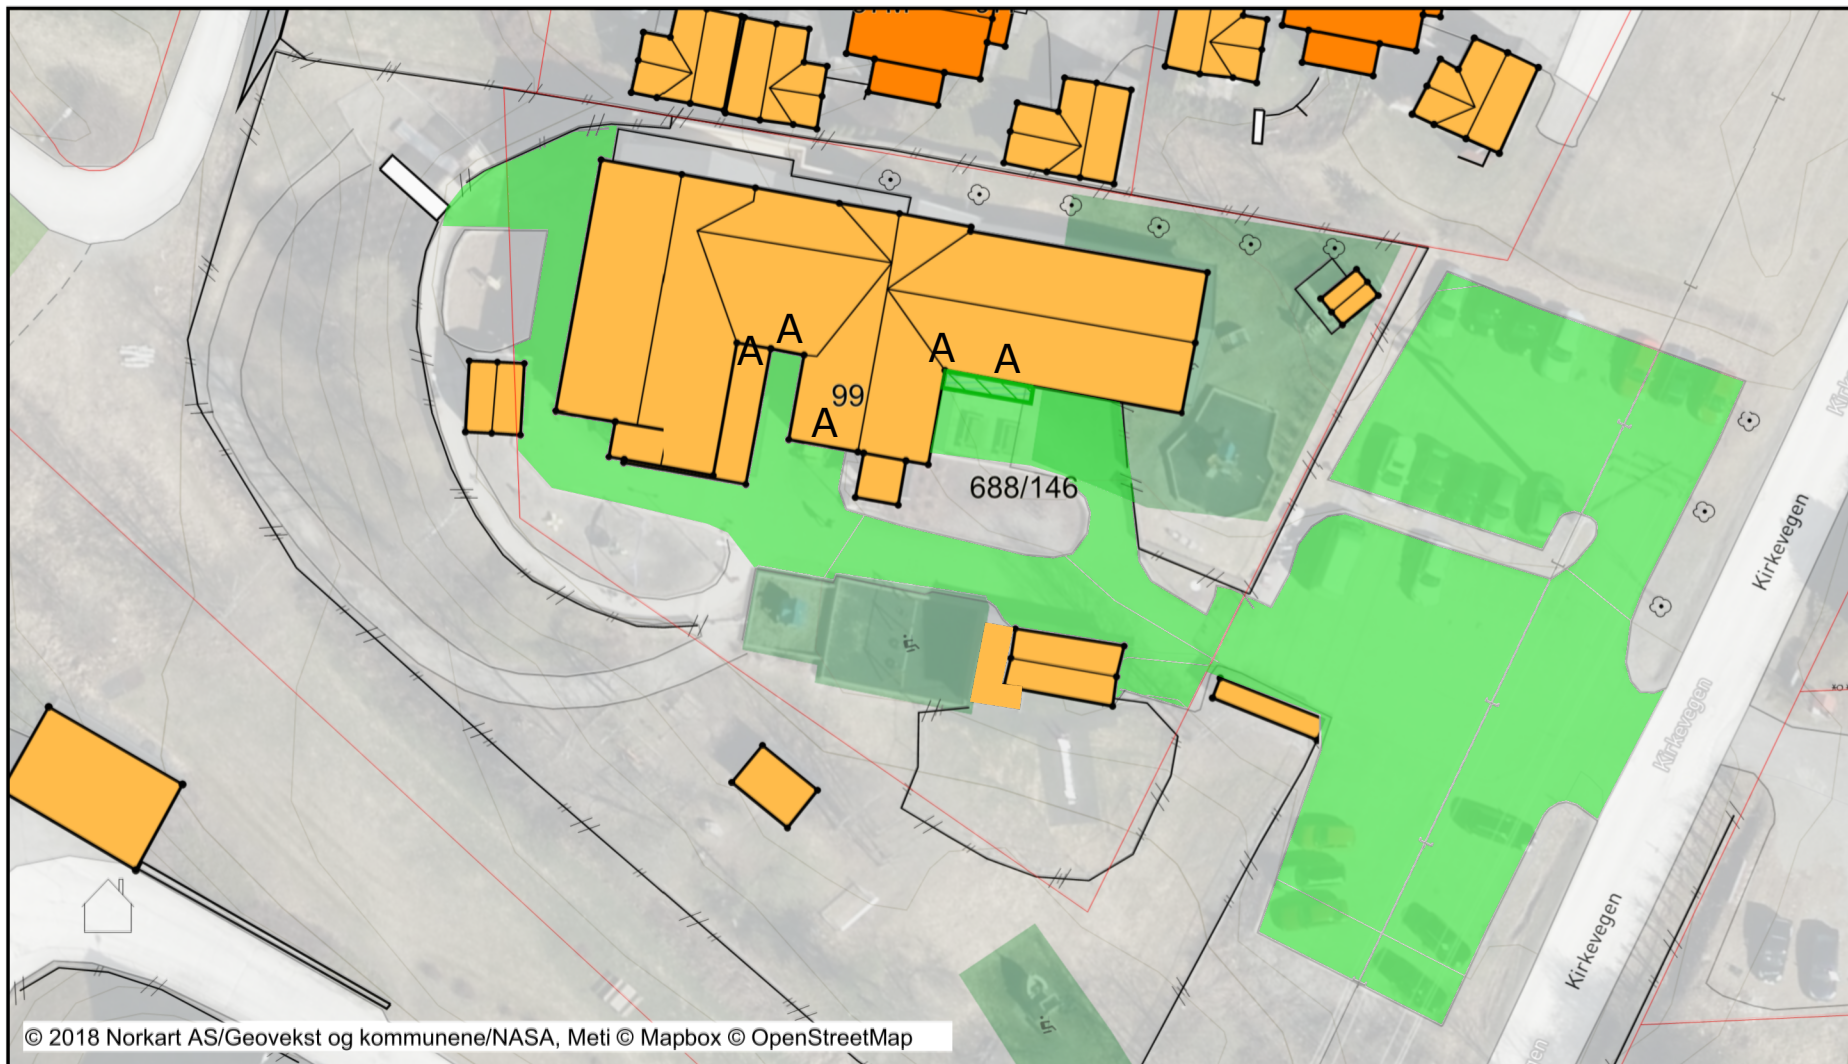 A
A
A
A
99
A
688/146
Kirkevegen
Kirkevegen
Kirkevegen
© 2018 Norkart AS/Geovekst og kommunene/NASA, Meti © Mapbox © OpenStreetMap